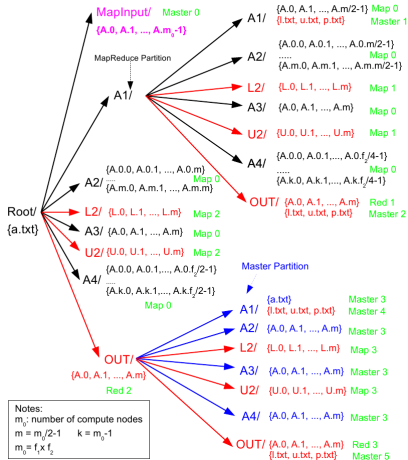 MapInput/ Master 0
{A.0, A.1, ..., A.m0-1}
MapReduce Partition
A1/ {A.0, A.1, ..., A.m/2-1} Map 0
{l.txt, u.txt, p.txt} Master 1
A2/ {A.0.0, A.0.1, ..., A.0.m/2-1}
..... Map 0
{A.m.0, A.m.1, ..., A.m.m/2-1}
A1/
L2/ {L.0, L.1, ..., L.m} Map 1
A3/ {A.0, A.1, ..., A.m} Map 0
U2/ {U.0, U.1, ..., U.m} Map 1
A4/ {A.0.0, A.0.1,..., A.0.f2/4-1}
..... Map 0
{A.k.0, A.k.1,..., A.k.f2/2-1}
OUT/ {A.0, A.1, ..., A.m} Red 1
{l.txt, u.txt, p.txt} Master 2
Root/
{a.txt}
A2/ {A.0.0, A.0.1, ..., A.0.m}
.... Map 0
{A.m.0, A.m.1, ..., A.m.m}
L2/ {L.0, L.1, ..., L.m} Map 2
A3/ {A.0, A.1, ..., A.m} Map 0
U2/ {U.0, U.1, ..., U.m} Map 2
A4/ {A.0.0, A.0.1,..., A.0.f2/2-1}
.....
{A.k.0, A.k.1,..., A.k.f2/2-1}
Map 0
OUT/
{A.0, A.1, ..., A.m}
Red 2
Master Partition
A1/ {a.txt} Master 3
{l.txt, u.txt, p.txt} Master 4
A2/ {A.0, A.1, ..., A.m} Master 3
L2/ {L.0, L.1, ..., L.m} Map 3
A3/ {A.0, A.1, ..., A.m} Master 3
U2/ {U.0, U.1, ..., U.m} Map 3
A4/ {A.0, A.1, ..., A.m} Master 3
OUT/ {A.0, A.1, ..., A.m} Red 3
{l.txt, u.txt, p.txt} Master 5
Notes:
m0: number of compute nodes
m = m0/2-1 k = m0-1
m0= f1 x f2